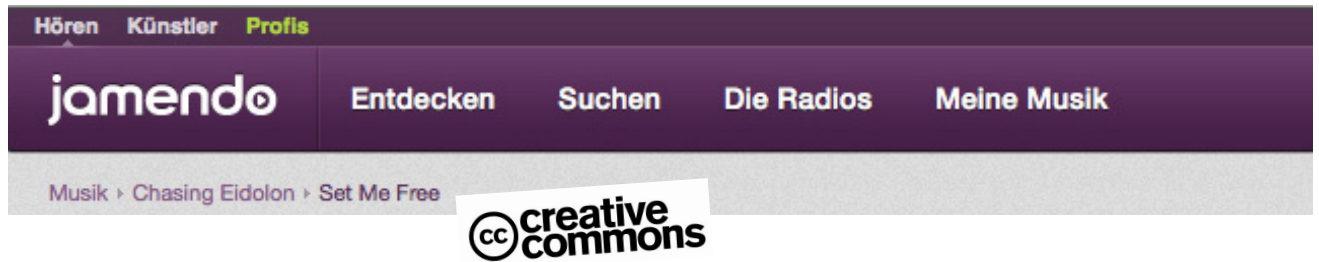 Hören Künstler Profis
jamendo Entdecken Suchen Die Radios Meine Musik
Musik › Chasing Eidolon › Set Me Free
cc creative
commons